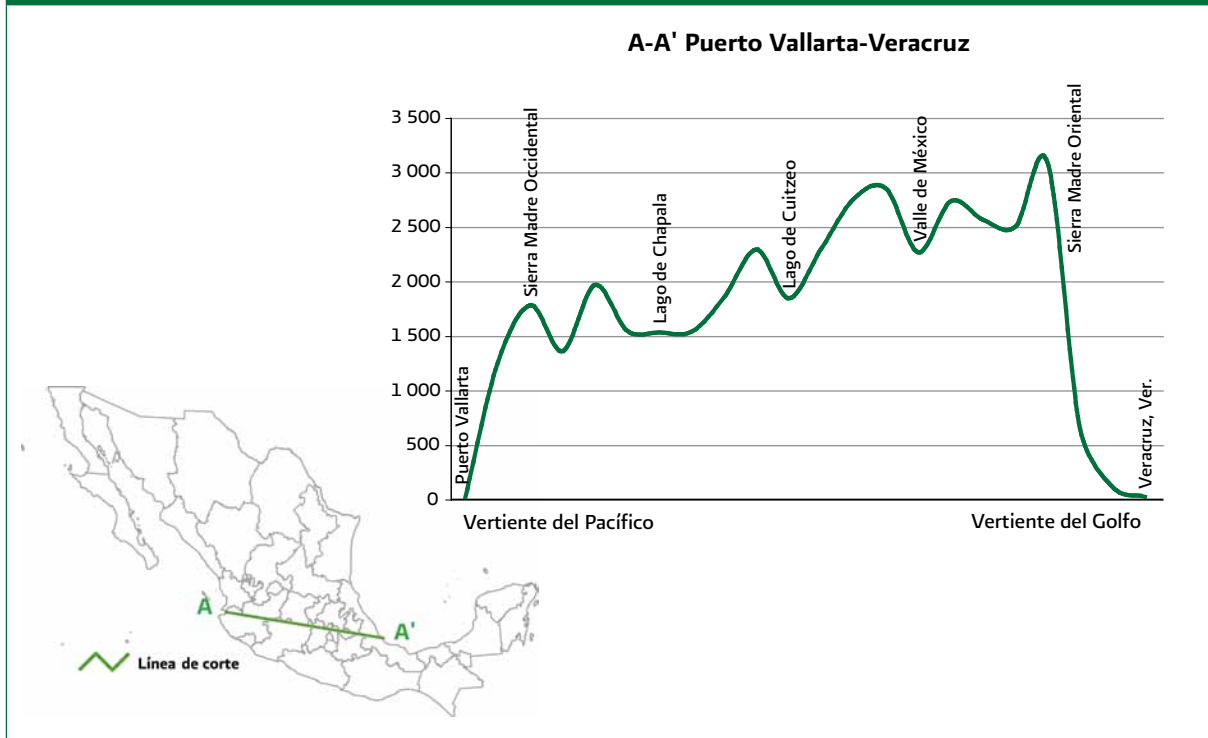 A-A' Puerto Vallarta-Veracruz
3 500
3 000
2 500
2 000
1 500
1 000
500
0
Puerto Vallarta
Sierra Madre Occidental
Lago de Chapala
Lago de Cuitzeo
Valle de México
Sierra Madre Oriental
Veracruz, Ver.
Vertiente del Pacífico
Vertiente del Golfo
A
A'
Línea de corte